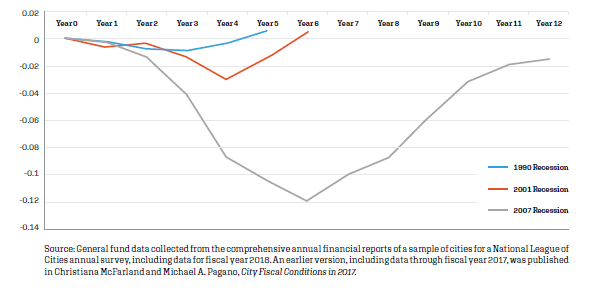 0.02
Year 0 Year 1 Year 2 Year 3 Year 4 Year 5 Year 6 Year 7 Year 8 Year 9 Year 10 Year 11 Year 12
0
-0.02
-0.04
-0.06
-0.08
-0.1
-0.12
-0.14
1990 Recession
2001 Recession
2007 Recession
Source: General fund data collected from the comprehensive annual financial reports of a sample of cities for a National League of
Cities annual survey, including data for fiscal year 2018. An earlier version, including data through fiscal year 2017, was published
in Christiana McFarland and Michael A. Pagano, City Fiscal Conditions in 2017.